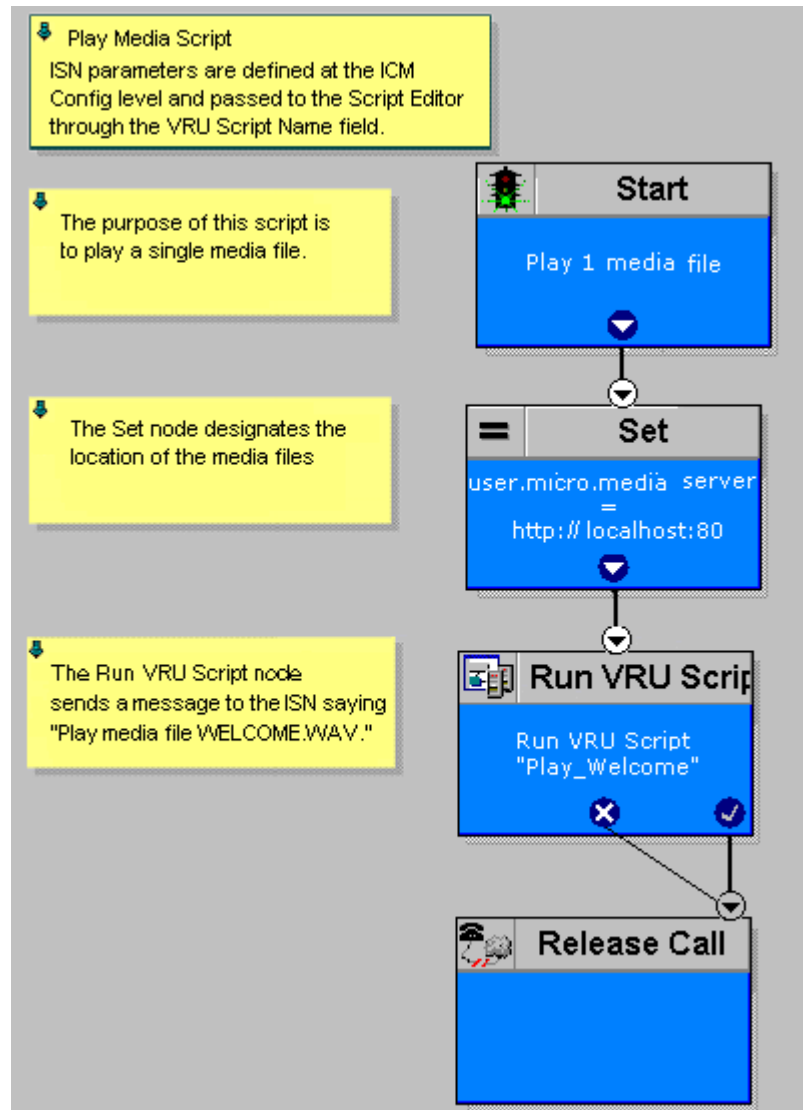 Play Media Script
ISN parameters are defined at the ICM
Config level and passed to the Script Editor
through the VRU Script Name field.
Start
The purpose of this script is
to play a single media file.
Play 1 media file
The Set node designates the
location of the media files
Set
user.micro.media server
=
http://localhost:80
The Run VRU Script node
sends a message to the ISN saying
"Play media file WELCOME.WAV."
Run VRU Scrip
Run VRU Script
"Play_Welcome"
Release Call